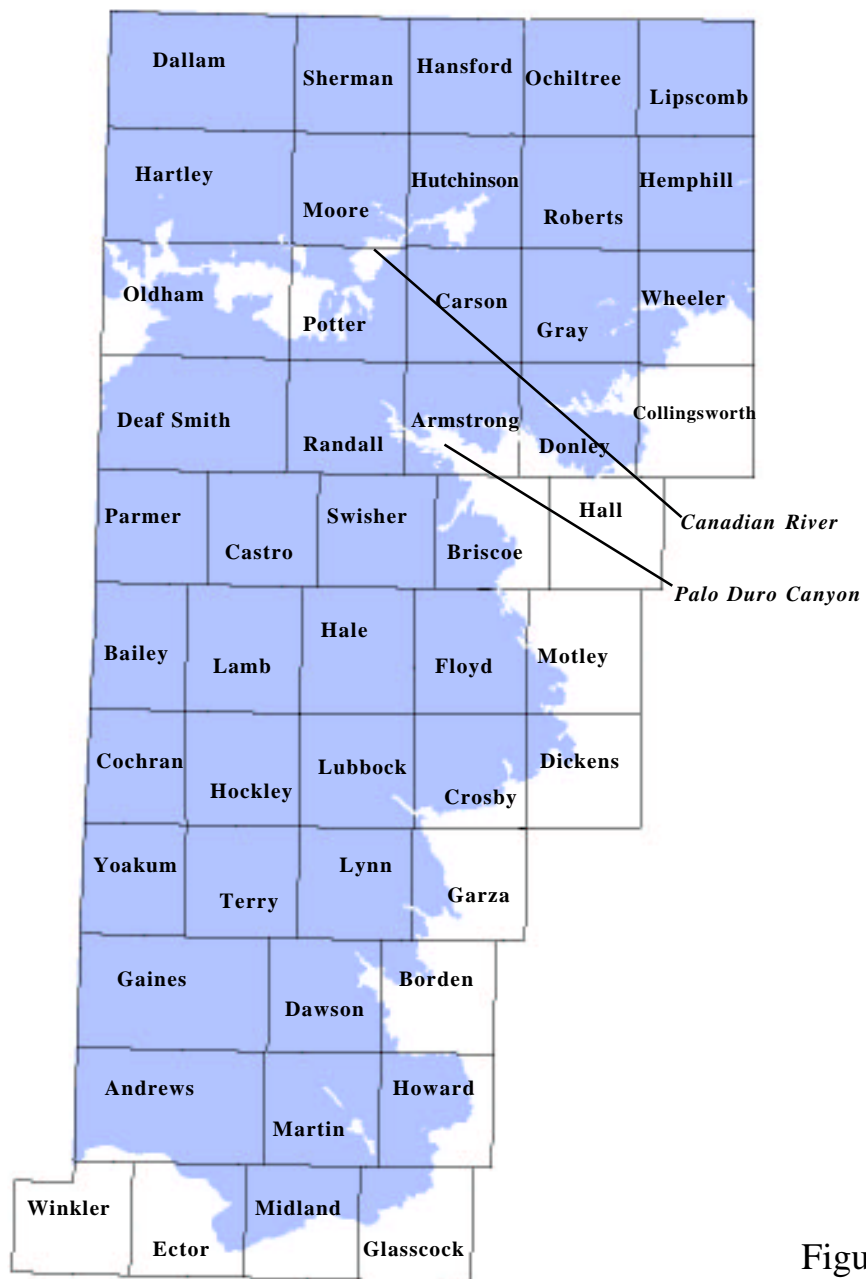 Dallam
Sherman
Hansford
Ochiltree
Lipscomb
Hartley
Moore
Hutchinson
Roberts
Hemphill
Oldham
Potter
Carson
Gray
Wheeler
Deaf Smith
Randall
Armstrong
Donley
Collingsworth
Parmer
Castro
Swisher
Briscoe
Hall
Canadian River
Palo Duro Canyon
Bailey
Lamb
Hale
Floyd
Motley
Cochran
Hockley
Lubbock
Crosby
Dickens
Yoakum
Terry
Lynn
Garza
Gaines
Dawson
Borden
Andrews
Martin
Howard
Winkler
Ector
Midland
Glasscock
Figu